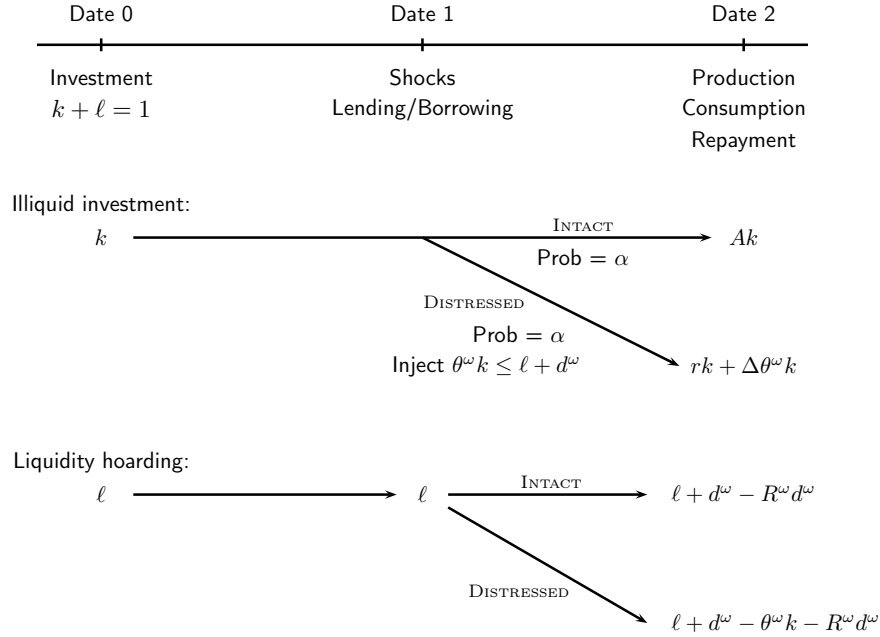 Date 0 Date 1 Date 2
Investment Shocks Production
k + ℓ = 1 Lending/Borrowing Consumption
Repayment
Illiquid investment:
k INTACT Ak
Prob = α
DISTRESSED
Prob = α
Inject θ^ω k ≤ ℓ + d^ω rk + Δθ^ω k
Liquidity hoarding:
ℓ ℓ INTACT ℓ + d^ω − R^ω d^ω
DISTRESSED
ℓ + d^ω − θ^ω k − R^ω d^ω